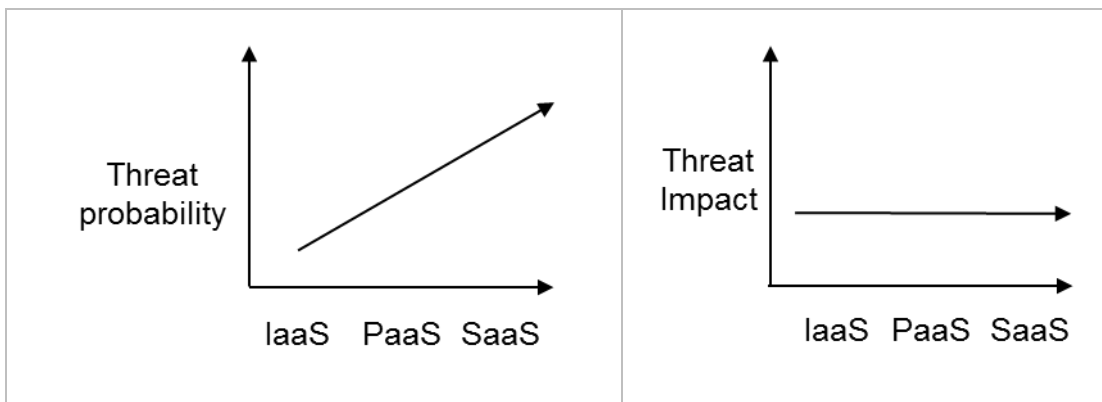 Threat
probability
IaaS PaaS SaaS
Threat
Impact
IaaS PaaS SaaS